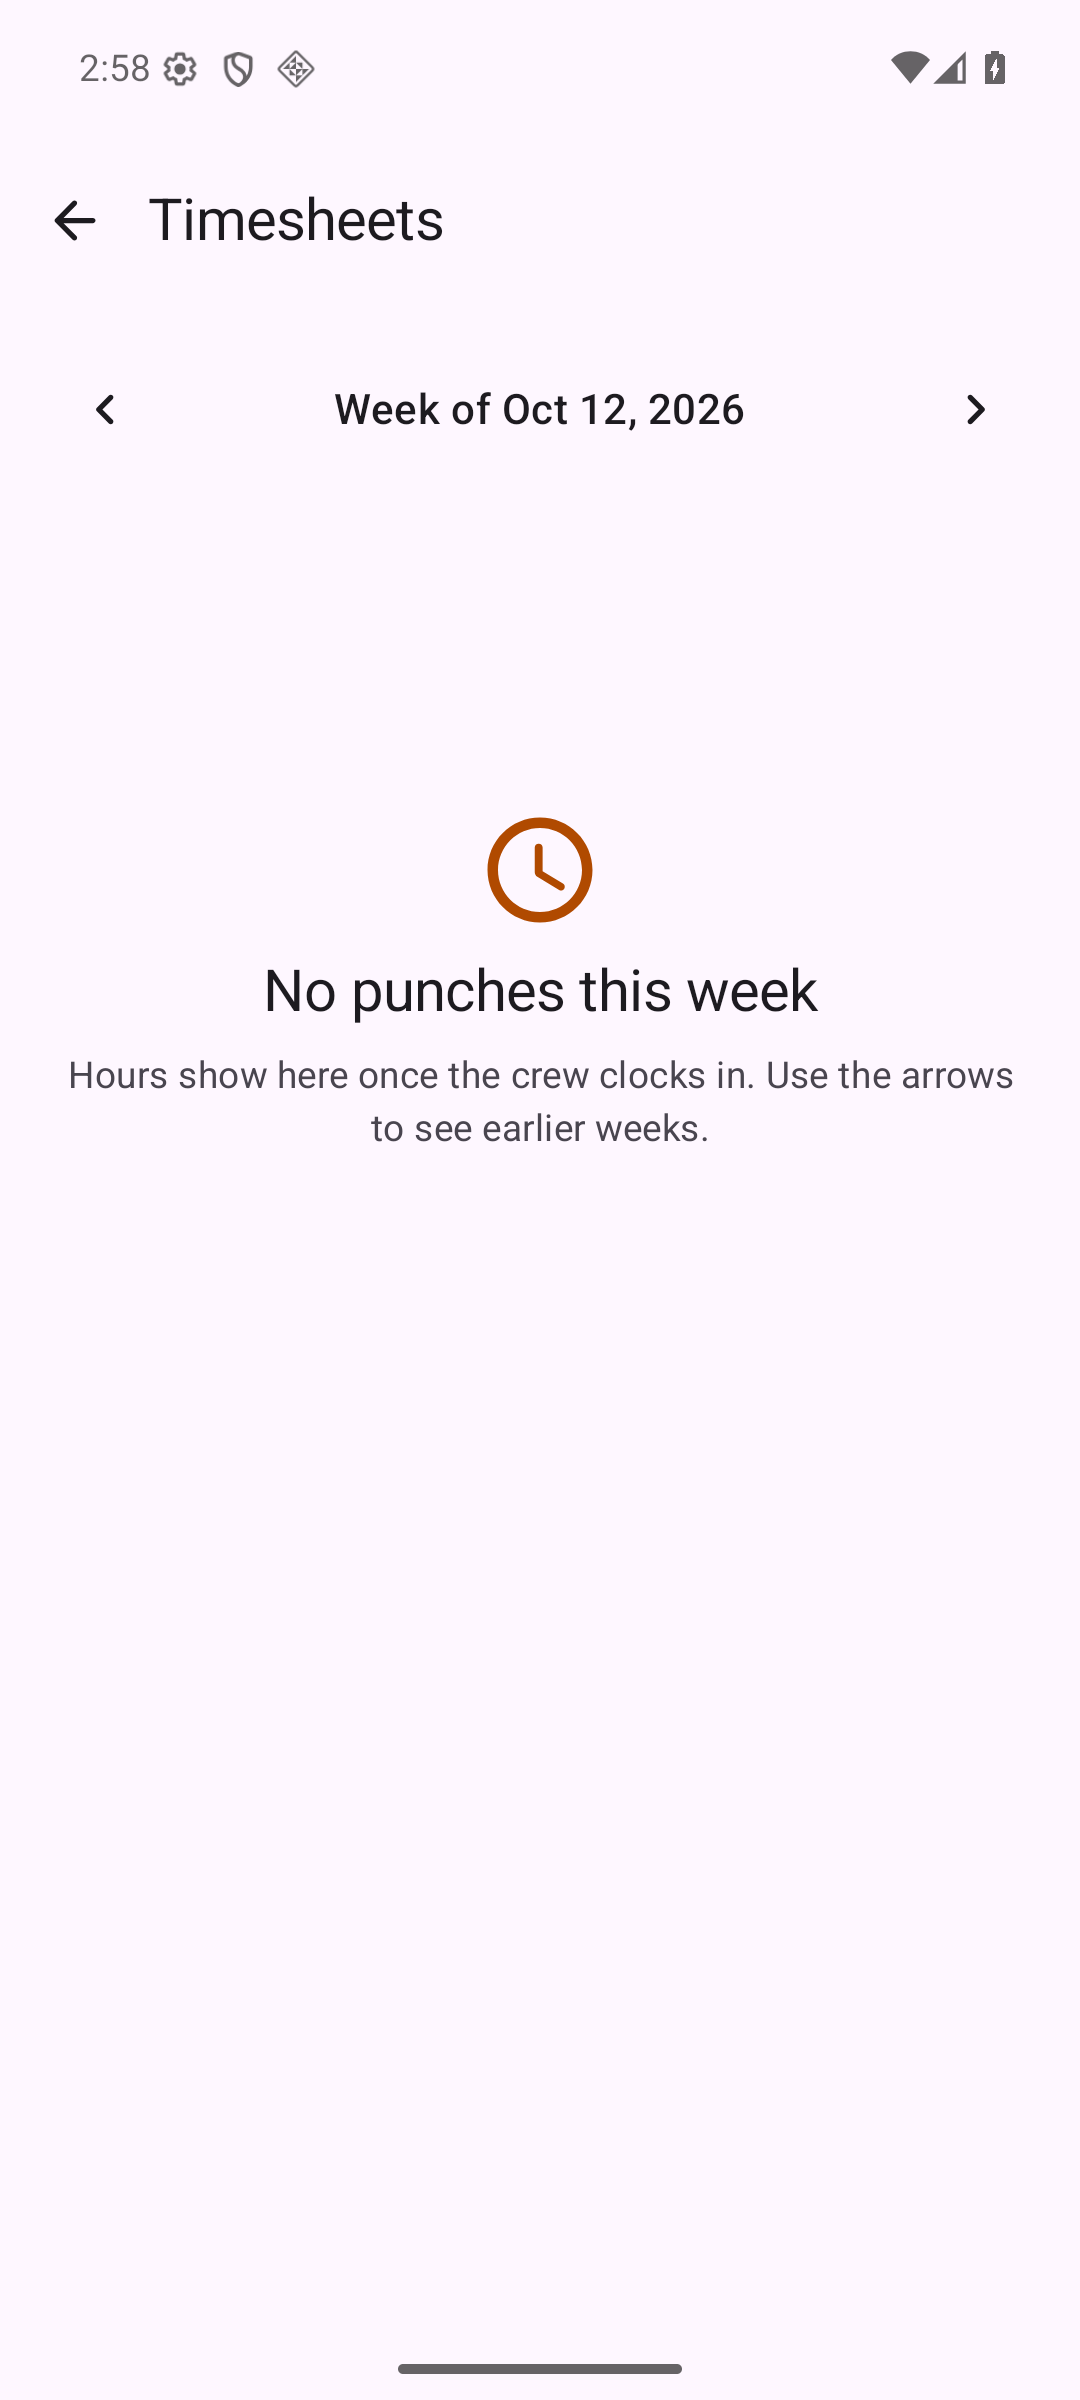 2:58
Timesheets
Week of Oct 12, 2026
No punches this week
Hours show here once the crew clocks in. Use the arrows
to see earlier weeks.